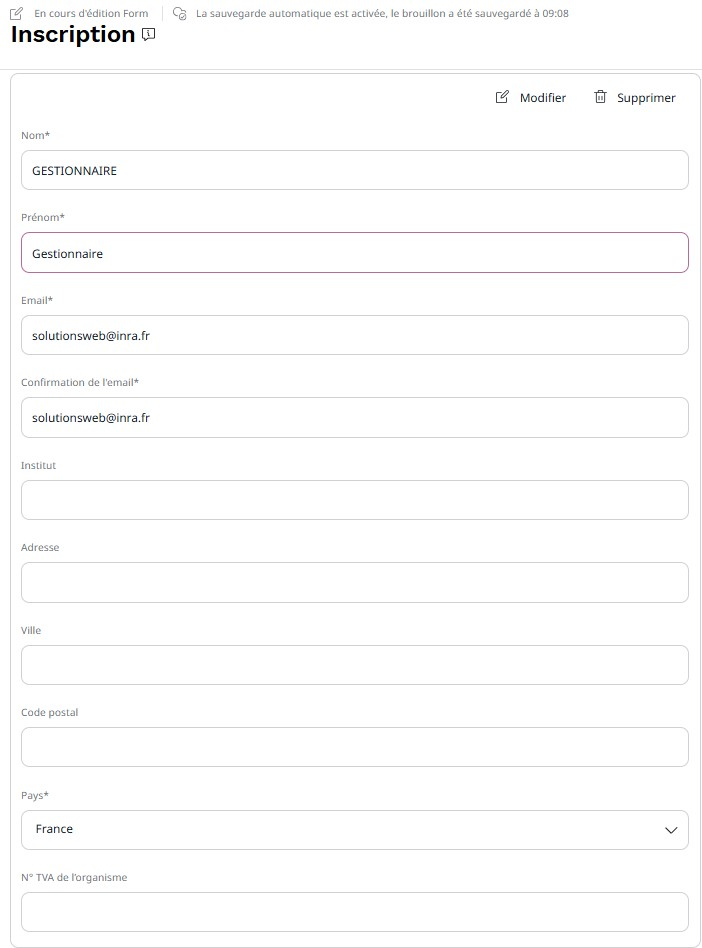 En cours d'édition Form La sauvegarde automatique est activée, le brouillon a été sauvegardé à 09:08
Inscription
Modifier Supprimer
Nom*
GESTIONNAIRE
Prénom*
Gestionnaire
Email*
solutionsweb@inra.fr
Confirmation de l'email*
solutionsweb@inra.fr
Institut
Adresse
Ville
Code postal
Pays*
France
N° TVA de l'organisme